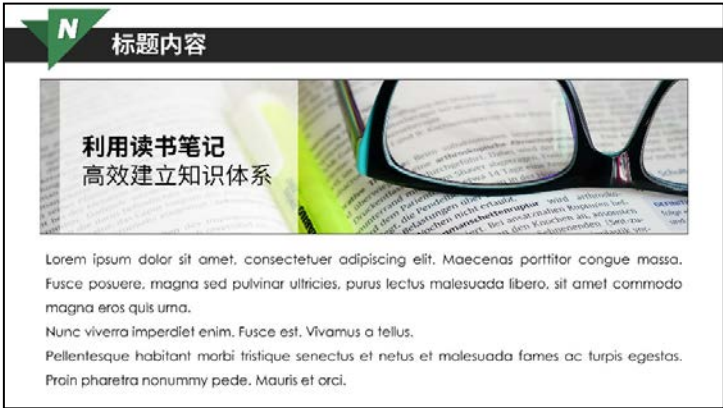 N
标题内容
利用读书笔记
高效建立知识体系
Lorem ipsum dolor sit amet, consectetuer adipiscing elit. Maecenas porttitor congue massa.
Fusce posuere, magna sed pulvinar ultricies, purus lectus malesuada libero, sit amet commodo
magna eros quis urna.
Nunc viverra imperdiet enim. Fusce est. Vivamus a tellus.
Pellentesque habitant morbi tristique senectus et netus et malesuada fames ac turpis egestas.
Proin pharetra nonummy pede. Mauris et orci.